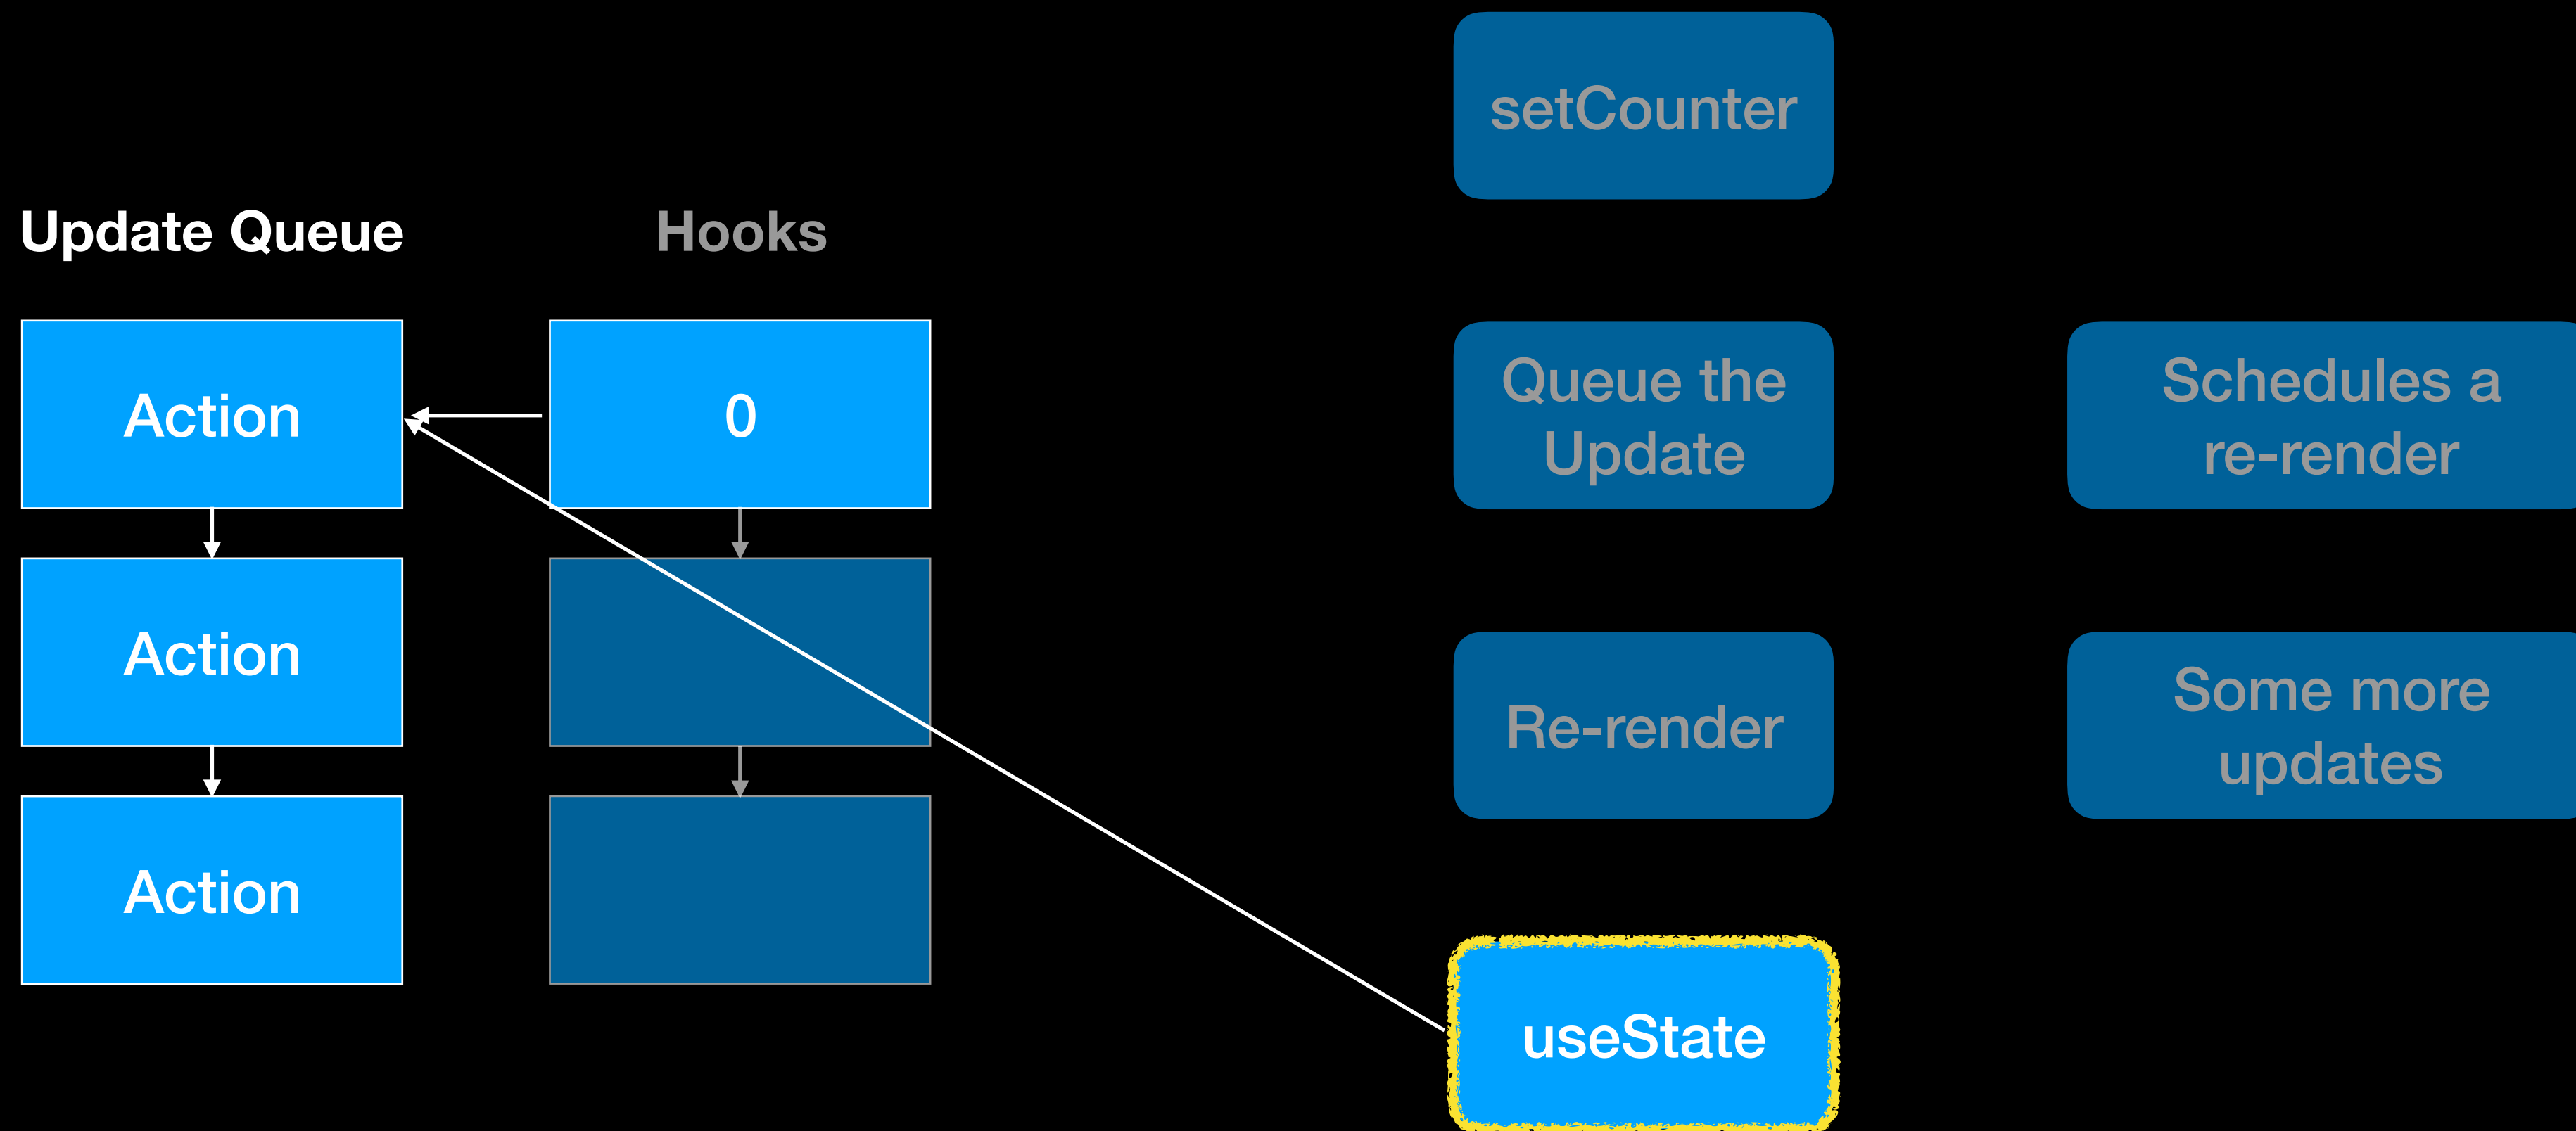 setCounter
Update Queue
Hooks
Action
0
Queue the
Update
Schedules a
re-render
Action
Re-render
Some more
updates
Action
useState